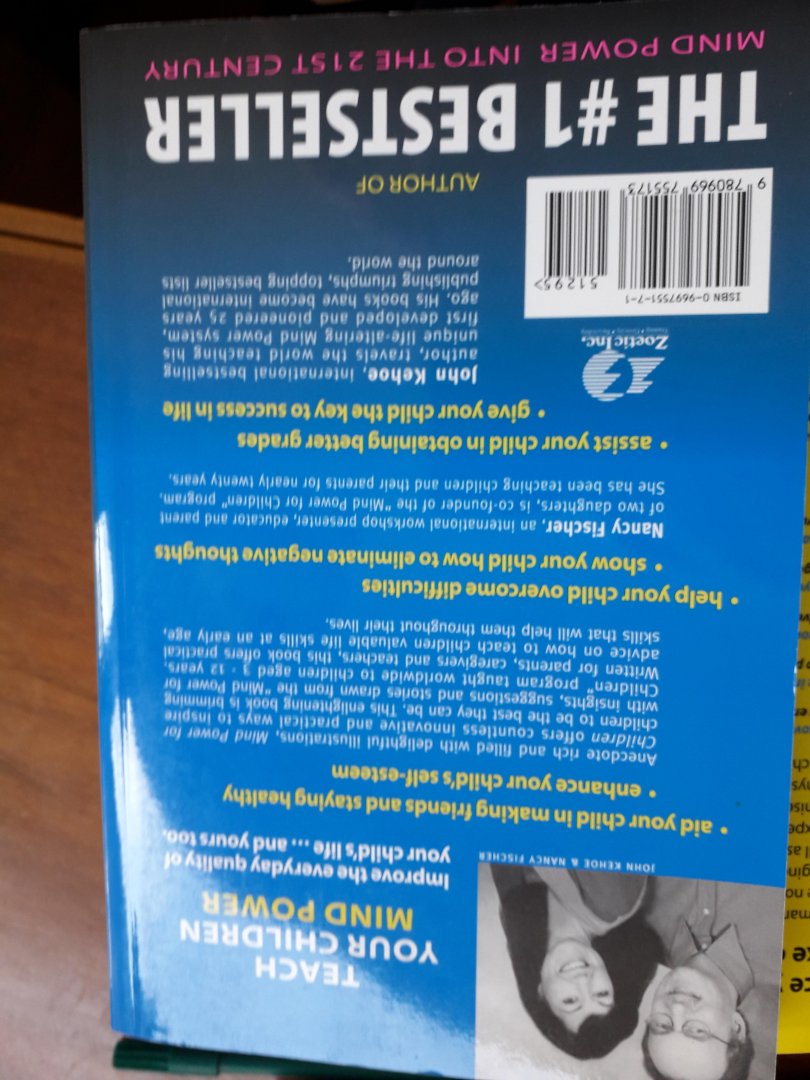 TEACH
YOUR CHILDREN
MIND POWER
Improve the everyday quality of
your child's life ... and yours too.
JOHN KEHOE & NANCY FISCHER
• aid your child in making friends and staying healthy
• enhance your child's self-esteem
Anecdote rich and filled with delightful illustrations, Mind Power for
Children offers countless innovative and practical ways to inspire
children to be the best they can be. This enlightening book is brimming
with insights, suggestions and stories drawn from the "Mind Power for
Children" program taught worldwide to children aged 3 - 12 years.
Written for parents, caregivers and teachers, this book offers practical
advice on how to teach children valuable life skills at an early age,
skills that will help them throughout their lives.
• help your child overcome difficulties
• show your child how to eliminate negative thoughts
Nancy Fischer, an international workshop presenter, educator and parent
of two daughters, is co-founder of the "Mind Power for Children" program.
She has been teaching children and their parents for nearly twenty years.
• assist your child in obtaining better grades
• give your child the key to success in life
John Kehoe, international bestselling
author, travels the world teaching his
unique life-altering Mind Power system,
first developed and pioneered 25 years
ago. His books have become international
publishing triumphs, topping bestseller lists
around the world.
Zoetic Inc.
ISBN 0-9697551-7-1
51295>
9 780969 755173
AUTHOR OF
THE #1 BESTSELLER
MIND POWER INTO THE 21ST CENTURY